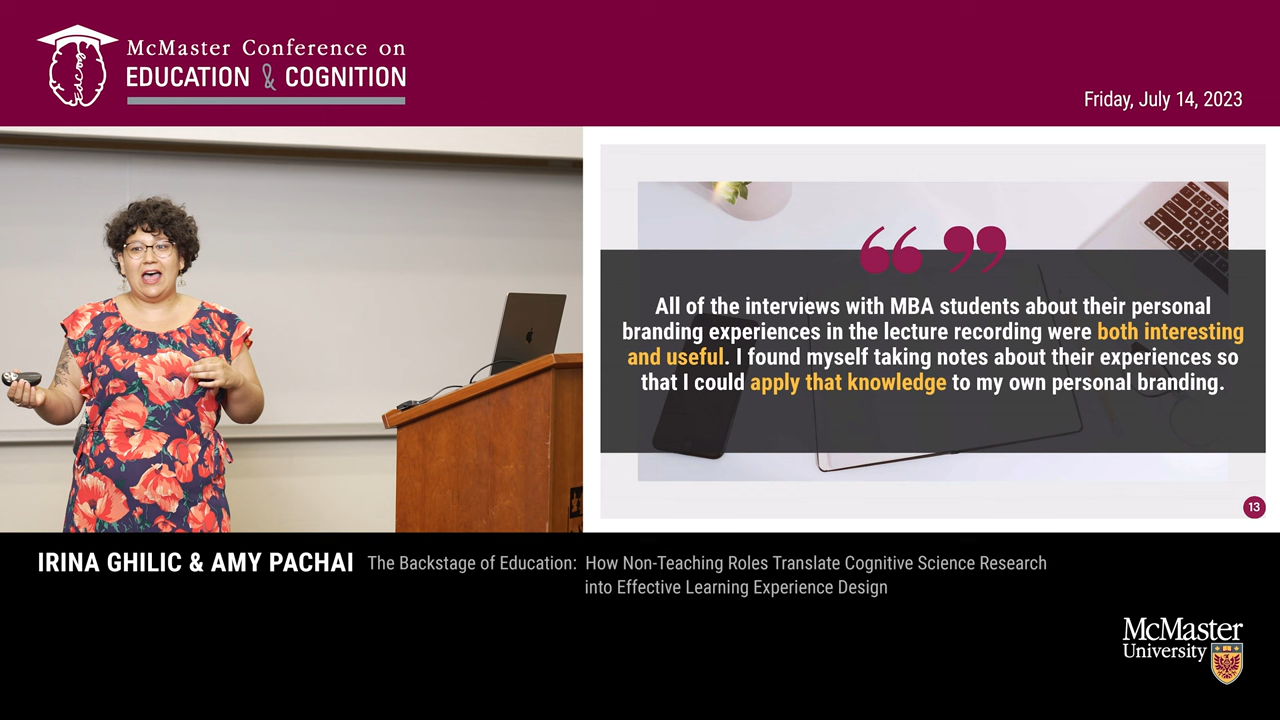 McMaster Conference on
EDUCATION & COGNITION
Friday, July 14, 2023
All of the interviews with MBA students about their personal
branding experiences in the lecture recording were both interesting
and useful. I found myself taking notes about their experiences so
that I could apply that knowledge to my own personal branding.
13
IRINA GHILIC & AMY PACHAI The Backstage of Education: How Non-Teaching Roles Translate Cognitive Science Research
into Effective Learning Experience Design
McMaster
University